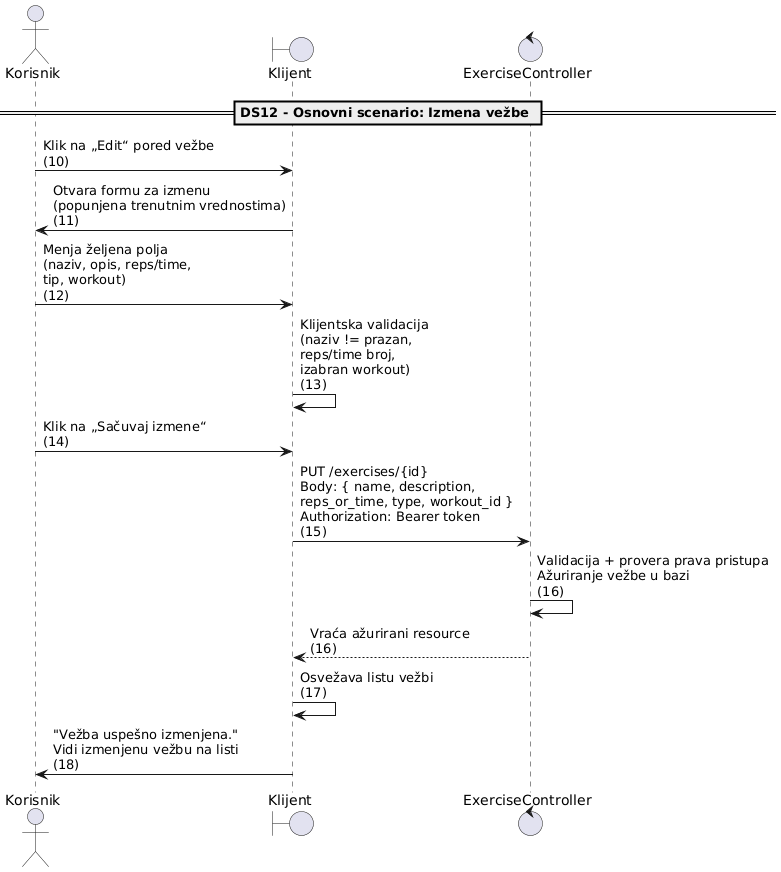 Korisnik
Klijent
ExerciseController
DS12 - Osnovni scenario: Izmena vežbe
Klik na „Edit“ pored vežbe
(10)
Otvara formu za izmenu
(popunjena trenutnim vrednostima)
(11)
Menja željena polja
(naziv, opis, reps/time,
tip, workout)
(12)
Klijentska validacija
(naziv != prazan,
reps/time broj,
izabran workout)
(13)
Klik na „Sačuvaj izmene“
(14)
PUT /exercises/{id}
Body: { name, description,
reps_or_time, type, workout_id }
Authorization: Bearer token
(15)
Validacija + provera prava pristupa
Ažuriranje vežbe u bazi
(16)
Vraća ažurirani resource
(16)
Osvežava listu vežbi
(17)
"Vežba uspešno izmenjena."
Vidi izmenjenu vežbu na listi
(18)
Korisnik
Klijent
ExerciseController